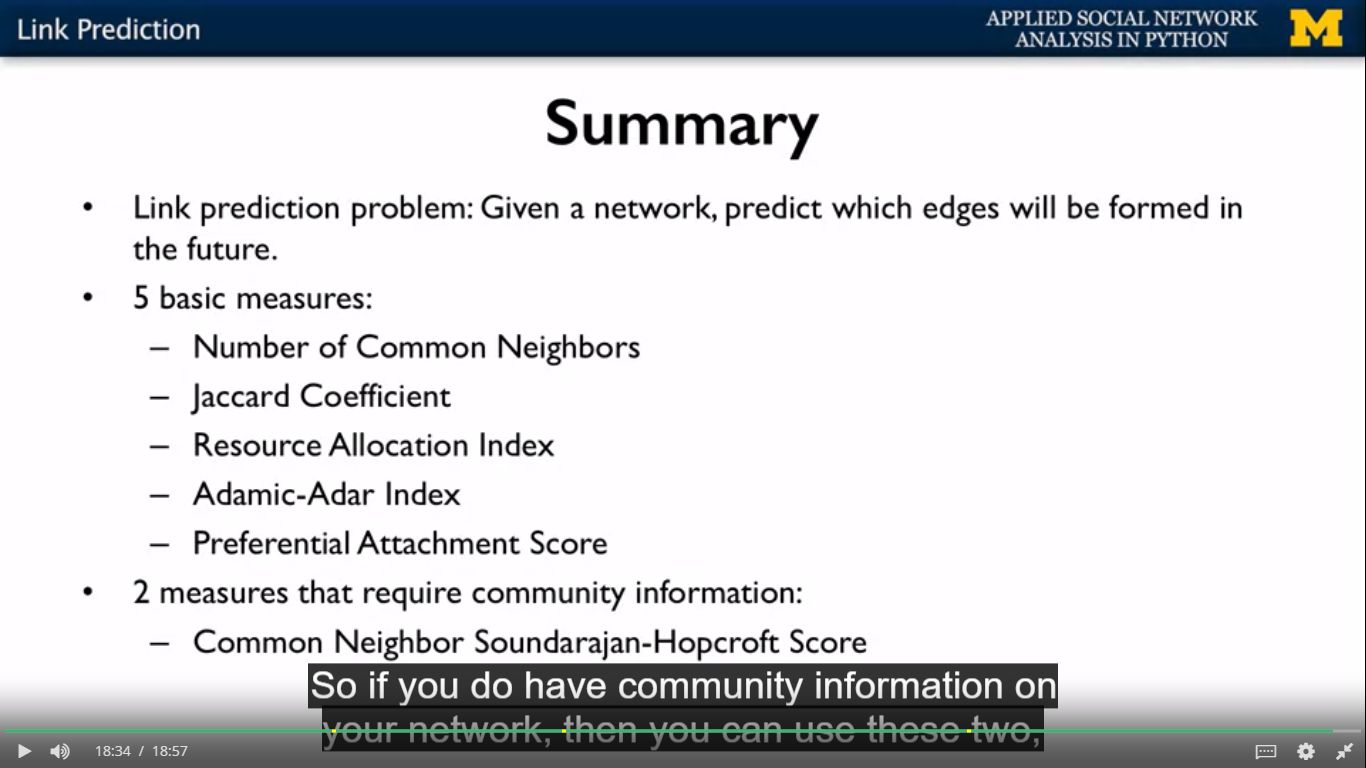 Link Prediction
APPLIED SOCIAL NETWORK
ANALYSIS IN PYTHON
M
Summary
• Link prediction problem: Given a network, predict which edges will be formed in
the future.
• 5 basic measures:
– Number of Common Neighbors
– Jaccard Coefficient
– Resource Allocation Index
– Adamic-Adar Index
– Preferential Attachment Score
• 2 measures that require community information:
– Common Neighbor Soundarajan-Hopcroft Score
So if you do have community information on
your network, then you can use these two,
18:34 / 18:57